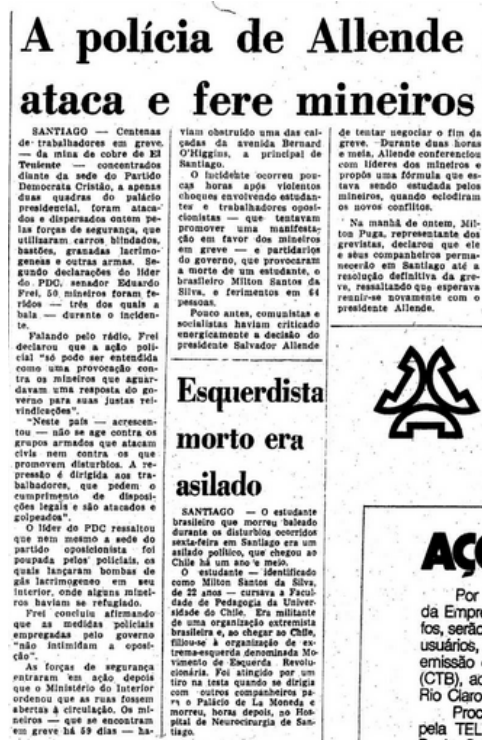 A polícia de Allende
ataca e fere mineiros
SANTIAGO — Centenas
de trabalhadores em greve,
— da mina de cobre de El
Teniente — concentrados
diante da sede do Partido
Democrata Cristão, a apenas
duas quadras do palácio
presidencial, foram ataca-
dos e dispersados ontem pe-
las forças de segurança, que
utilizaram carros blindados,
bastões, granadas lacrimo-
geneas e outras armas. Se-
gundo declarações do líder
do PDC, senador Eduardo
Frei, 50 mineiros foram fe-
ridos — três dos quais a
bala — durante o inciden-
te.
Falando pelo rádio, Frei
declarou que a ação poli-
cial "só pode ser entendida
como uma provocação con-
tra os mineiros que aguar-
davam uma resposta do go-
verno para suas justas rei-
vindicações".
"Neste país — acrescen-
tou — não se age contra os
grupos armados que atacam
civis nem contra os que
promovem disturbios. A re-
pressão é dirigida aos tra-
balhadores, que pedem o
cumprimento de disposi-
ções legais e são atacados e
golpeados".
O líder do PDC ressaltou
que nem mesmo a sede do
partido oposicionista foi
poupada pelos policiais, os
quais lançaram bombas de
gás lacrimogeneo em seu
interior, onde alguns minei-
ros haviam se refugiado.
Frei concluiu afirmando
que as medidas policiais
empregadas pelo governo
"não intimidam a oposi-
ção".
As forças de segurança
entraram em ação depois
que o Ministério do Interior
ordenou que as ruas fossem
abertas à circulação. Os mi-
neiros — que se encontram
em greve há 59 dias — ha-
viam obstruído uma das cal-
çadas da avenida Bernard
O'Higgins, a principal de
Santiago.
O incidente ocorreu pou-
cas horas após violentos
choques envolvendo estudan-
tes e trabalhadores oposi-
cionistas — que tentavam
promover uma manifesta-
ção em favor dos mineiros
em greve — e partidarios
do governo, que provocaram
a morte de um estudante, o
brasileiro Milton Santos da
Silva, e ferimentos em 64
pessoas.
Pouco antes, comunistas e
socialistas haviam criticado
energicamente a decisão do
presidente Salvador Allende
de tentar negociar o fim da
greve. Durante duas horas
e meia, Allende conferenciou
com lideres dos mineiros e
propôs uma fórmula que es-
tava sendo estudada pelos
mineiros, quando eclodiram
os novos conflitos.
Na manhã de ontem, Mil-
ton Puga, representante dos
grevistas, declarou que ele
e seus companheiros perma-
necerão em Santiago até a
resolução definitiva da gre-
ve, ressaltando que esperava
reunir-se novamente com o
presidente Allende.
Esquerdista
morto era
asilado
SANTIAGO — O estudante
brasileiro que morreu baleado
durante os disturbios ocorridos
sexta-feira em Santiago era um
asilado político, que chegou ao
Chile há um ano e meio.
O estudante — identificado
como Milton Santos da Silva,
de 22 anos — cursava a Facul-
dade de Pedagogia da Univer-
sidade do Chile. Era militante
de uma organização extremista
brasileira e, ao chegar ao Chile,
filiou-se à organização de ex-
trema-esquerda denominada Mo-
vimento de Esquerda Revolu-
cionária. Foi atingido por um
tiro na testa quando se dirigia
com outros companheiros pa-
ra o Palácio de La Moneda e
morreu, horas depois, no Hos-
pital de Neurocirurgia de San-
tiago.
AÇO
Por
da Empre
fos, serão
usuários,
emissão
(CTB), ao
Rio Claro
Proc
pela TEL